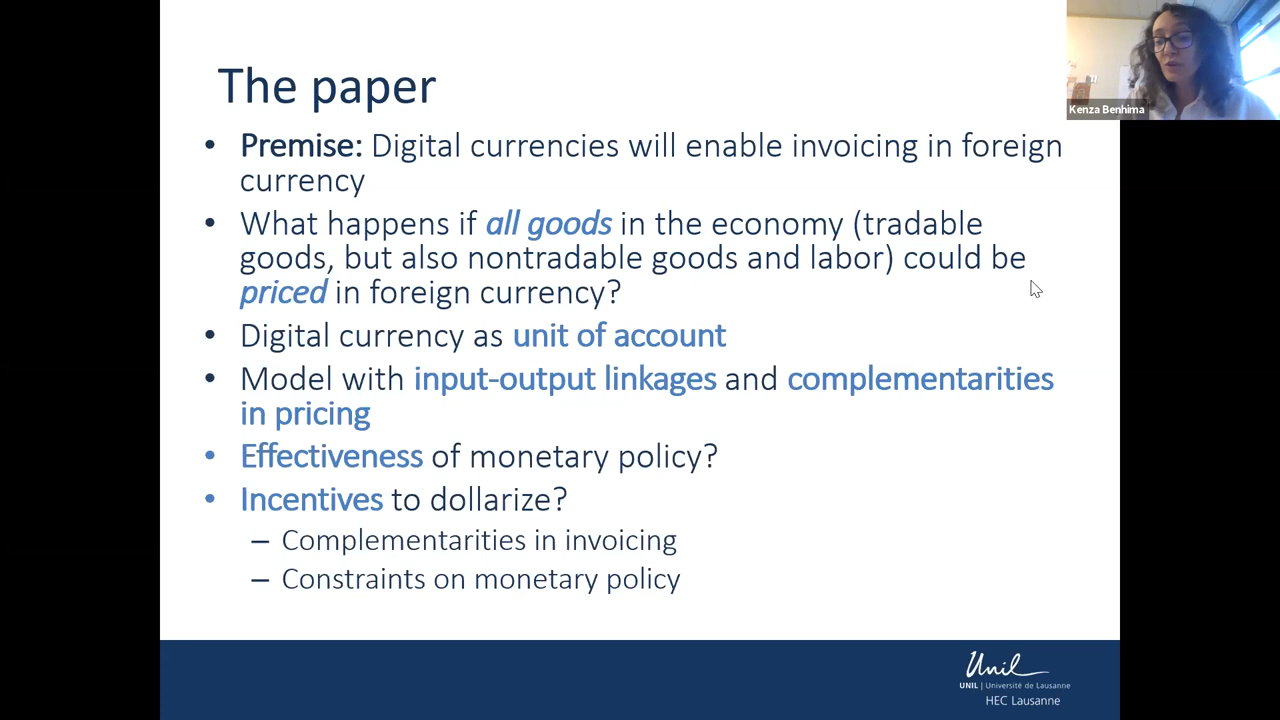 The paper
Kenza Benhima
• Premise: Digital currencies will enable invoicing in foreign
currency
• What happens if all goods in the economy (tradable
goods, but also nontradable goods and labor) could be
priced in foreign currency?
• Digital currency as unit of account
• Model with input-output linkages and complementarities
in pricing
• Effectiveness of monetary policy?
• Incentives to dollarize?
– Complementarities in invoicing
– Constraints on monetary policy
Unil
UNIL | Université de Lausanne
HEC Lausanne